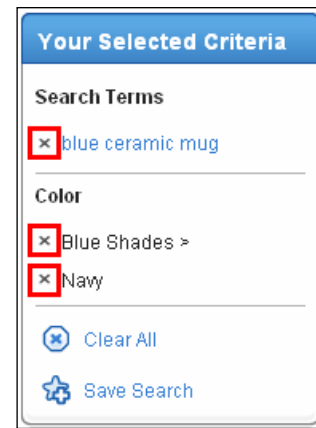 Your Selected Criteria
Search Terms
× blue ceramic mug
Color
× Blue Shades >
× Navy
Clear All
Save Search